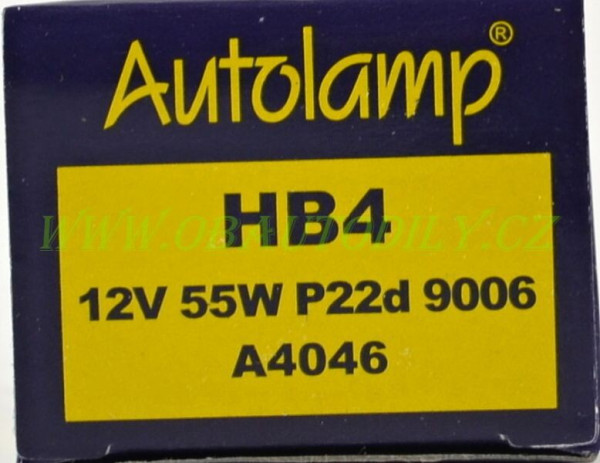 Autolamp®
HB4
WWW.OBAUTODILY.CZ
12V 55W P22d 9006
A4046